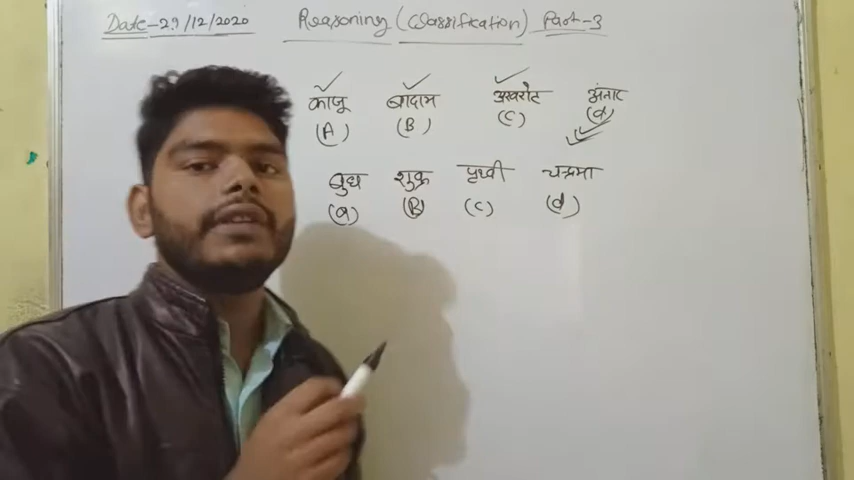 Date-29/12/2020 Reasoning (Classification) Part-3
काजू बादाम अखरोट अनार
(A) (B) (C) (d)
बुध शुक्र पृथ्वी चन्द्रमा
(a) (B) (c) (d)